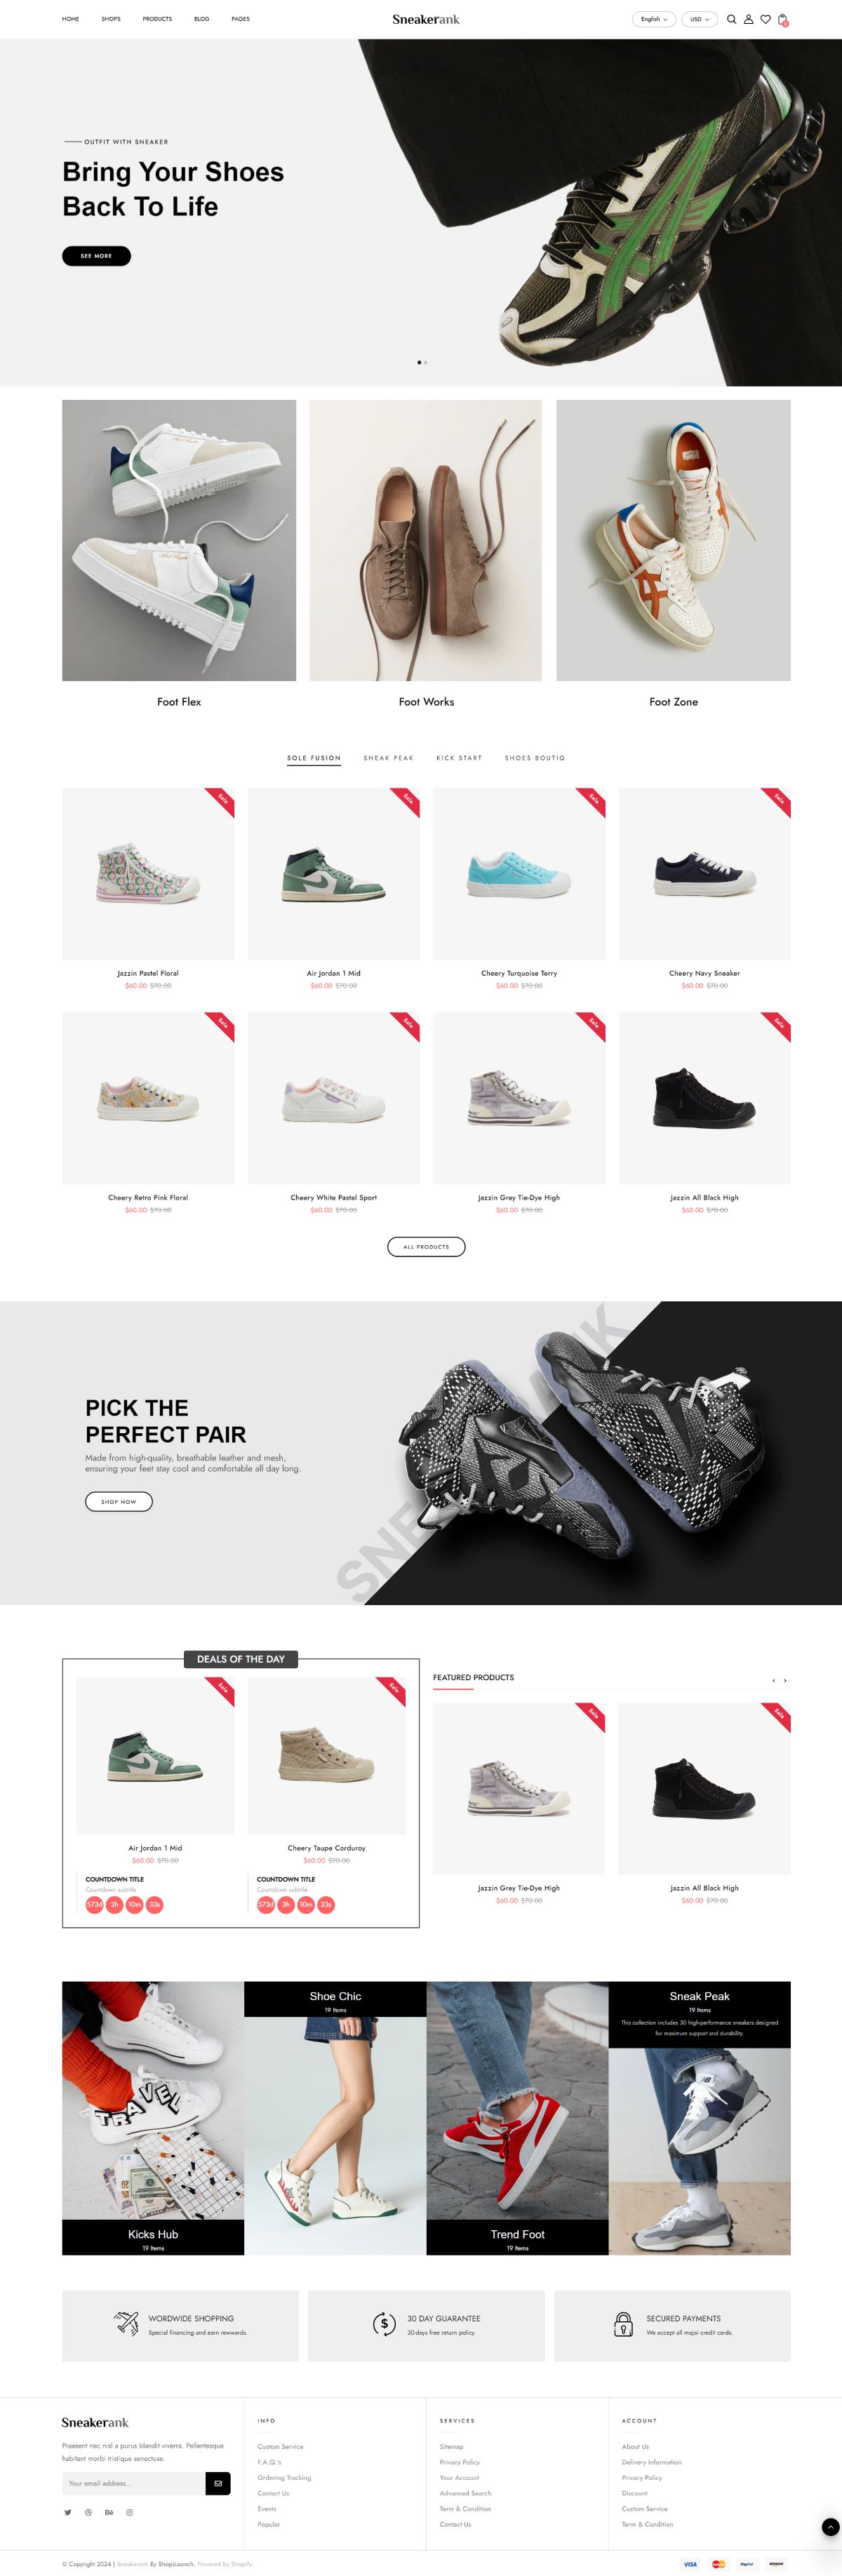 HOME SHOPS PRODUCTS BLOG PAGES
Sneakerank
English USD
0
OUTFIT WITH SNEAKER
Bring Your Shoes
Back To Life
SEE MORE
Foot Flex Foot Works Foot Zone
SOLE FUSION SNEAK PEAK KICK START SHOES BOUTIQ
Sale Sale Sale Sale
Jazzin Pastel Floral Air Jordan 1 Mid Cheery Turquoise Terry Cheery Navy Sneaker
$60.00 $70.00 $60.00 $70.00 $60.00 $70.00 $60.00 $70.00
Sale Sale Sale Sale
Cheery Retro Pink Floral Cheery White Pastel Sport Jazzin Grey Tie-Dye High Jazzin All Black High
$60.00 $70.00 $60.00 $70.00 $60.00 $70.00 $60.00 $70.00
ALL PRODUCTS
PICK THE
PERFECT PAIR
Made from high-quality, breathable leather and mesh,
ensuring your feet stay cool and comfortable all day long.
SHOP NOW
DEALS OF THE DAY
Sale Sale
Air Jordan 1 Mid Cheery Taupe Corduroy
$60.00 $70.00 $60.00 $70.00
COUNTDOWN TITLE COUNTDOWN TITLE
Countdown subtitle Countdown subtitle
573d 3h 10m 33s 573d 3h 10m 33s
FEATURED PRODUCTS
Sale Sale
Jazzin Grey Tie-Dye High Jazzin All Black High
$60.00 $70.00 $60.00 $70.00
TRAVEL
Kicks Hub
19 Items
Shoe Chic
19 Items
Trend Foot
19 Items
Sneak Peak
19 Items
This collection includes 30 high-performance sneakers designed
for maximum support and durability.
WORDWIDE SHOPPING
Special financing and earn rewwards.
30 DAY GUARANTEE
30-days free return policy.
SECURED PAYMENTS
We accept all majoi credit cards.
Sneakerank
Praesent nec nisl a purus blandit viverra. Pellentesque
habitant morbi tristique senectuse.
Your email address...
INFO
Custom Service
F.A.Q.'s
Ordering Tracking
Contact Us
Events
Popular
SERVICES
Sitemap
Privacy Policy
Your Account
Advanced Search
Term & Condition
Contact Us
ACCOUNT
About Us
Delivery Information
Privacy Policy
Discount
Custom Service
Term & Condition
© Copyright 2024 | Sneakerank By ShopiLaunch. Powered by Shopify
VISA PayPal amazon